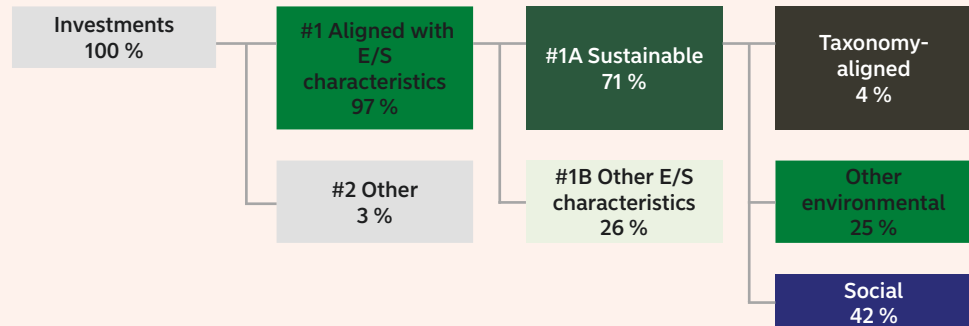 Investments
100 %
#1 Aligned with
E/S
characteristics
97 %
#1A Sustainable
71 %
Taxonomy-
aligned
4 %
#2 Other
3 %
#1B Other E/S
characteristics
26 %
Other
environmental
25 %
Social
42 %